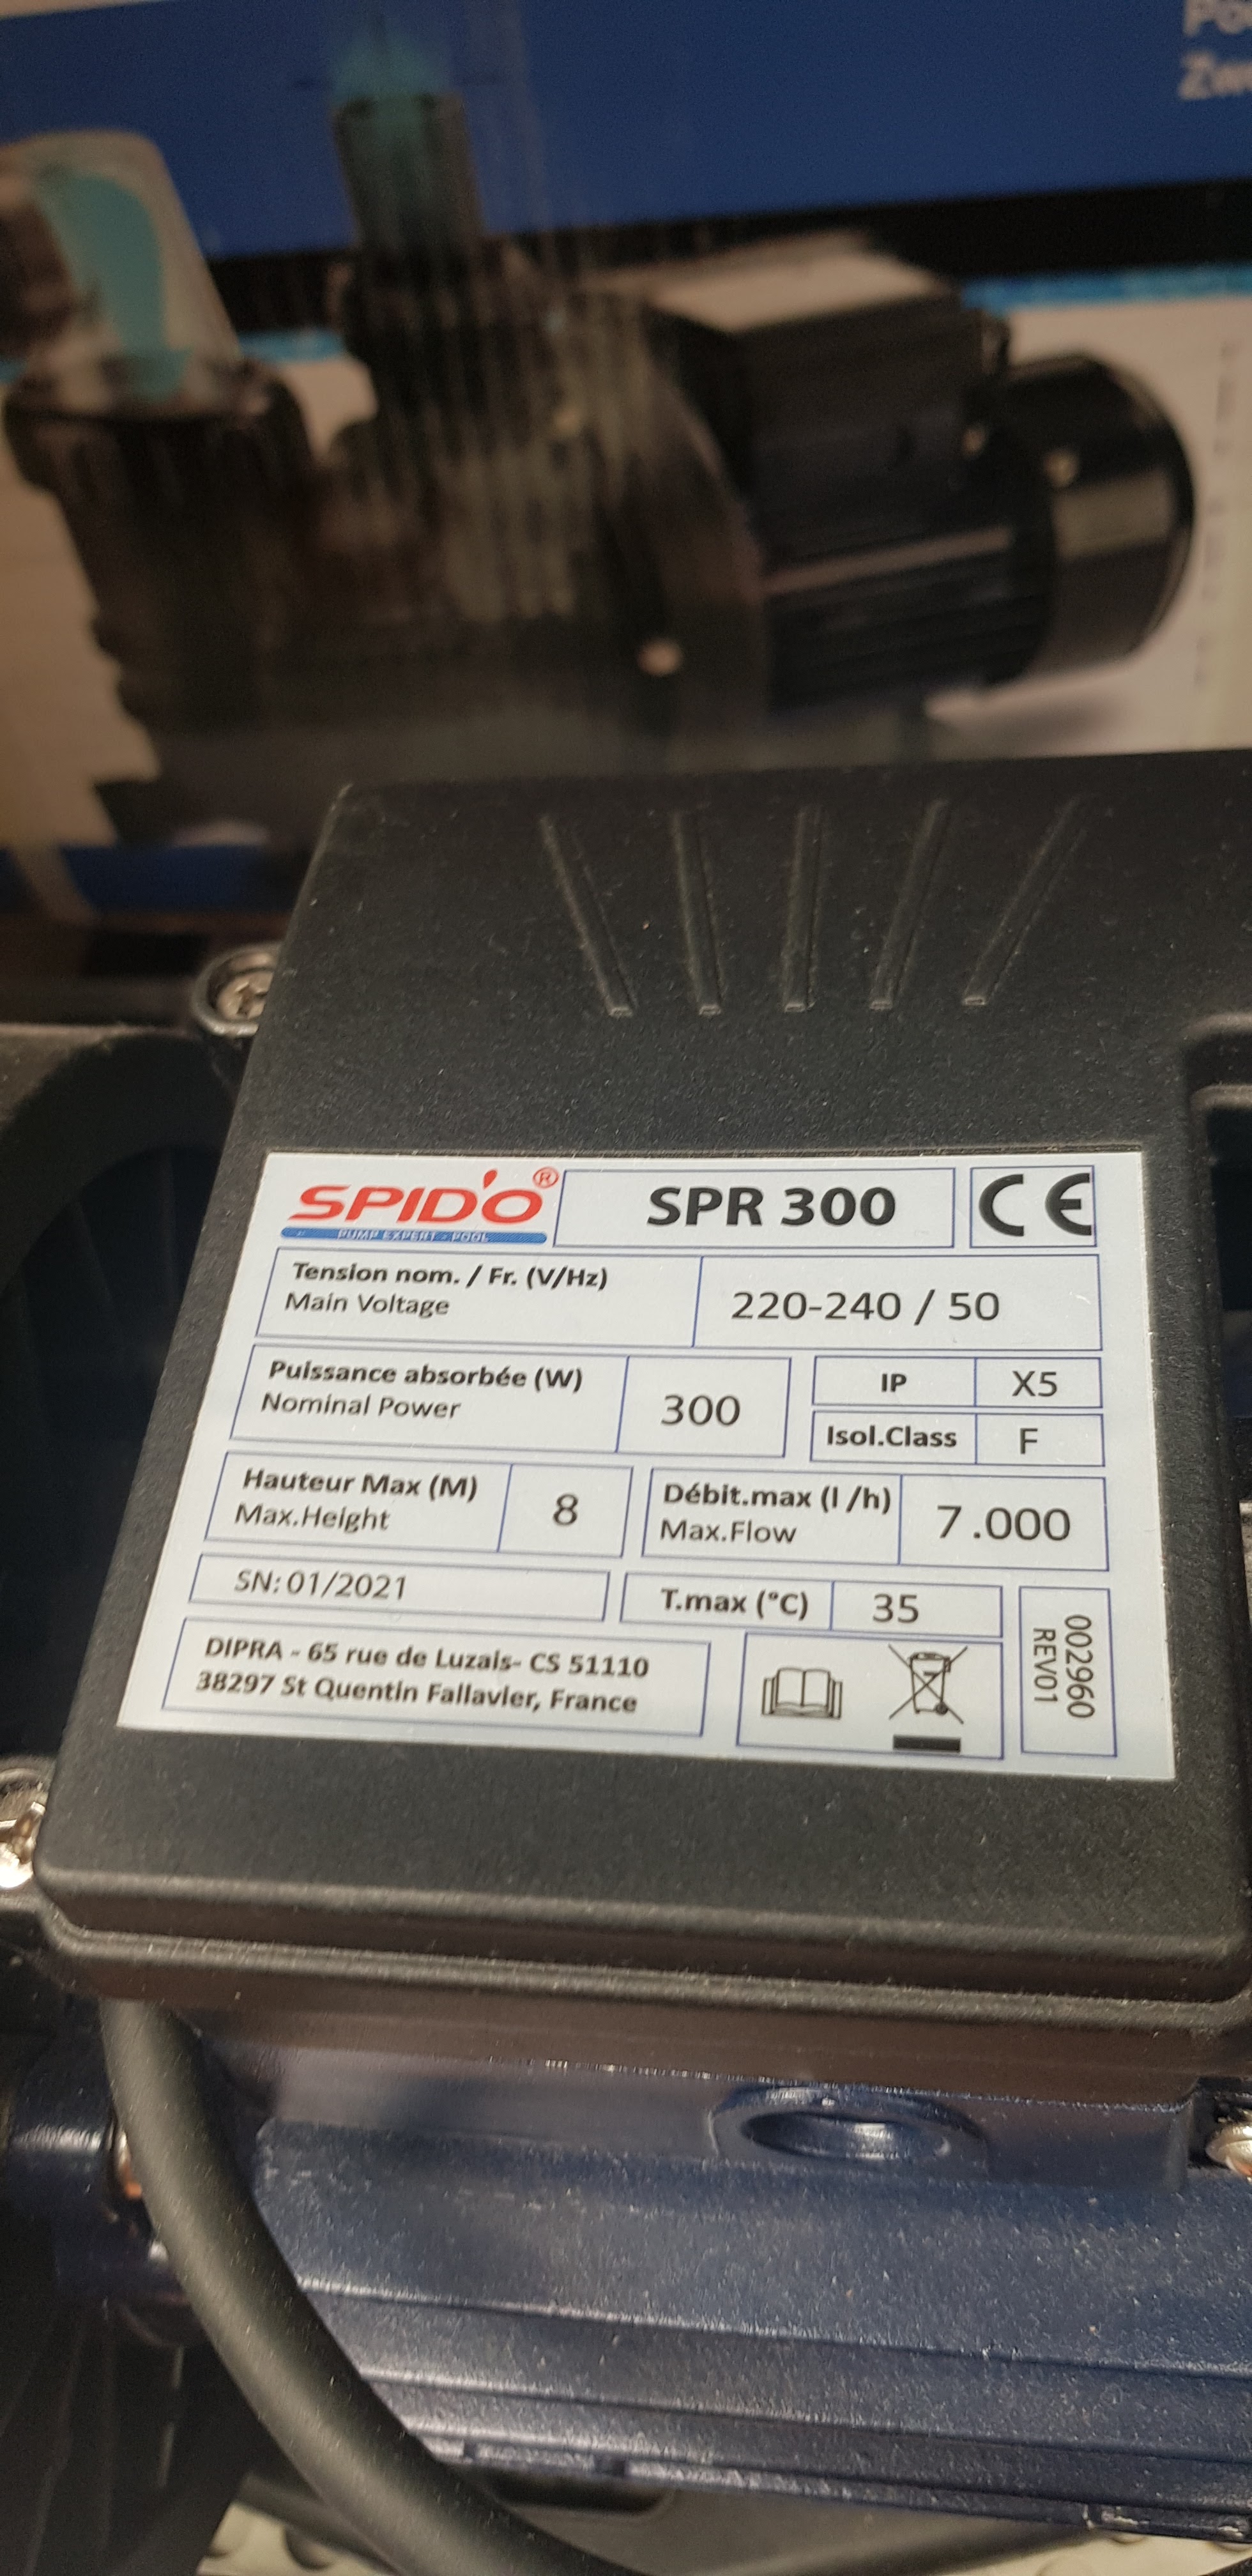 SPIDO®
PUMP EXPERT - POOL
SPR 300
CE
Tension nom. / Fr. (V/Hz)
Main Voltage
220-240 / 50
Puissance absorbée (W)
Nominal Power
300
IP
X5
Isol.Class
F
Hauteur Max (M)
Max.Height
8
Débit.max (l /h)
Max.Flow
7.000
SN: 01/2021
T.max (°C)
35
DIPRA - 65 rue de Luzais- CS 51110
38297 St Quentin Fallavier, France
002960
REV01